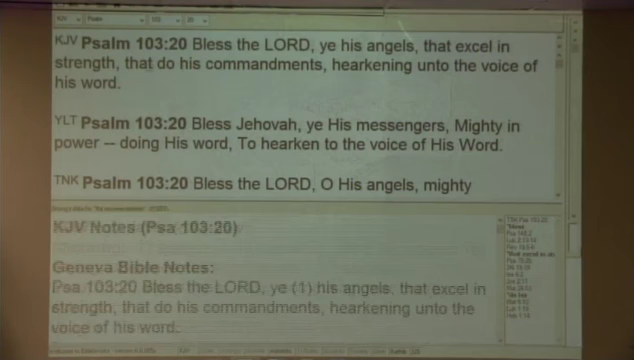 KJV Psalm 103:20 Bless the LORD, ye his angels, that excel in
strength, that do his commandments, hearkening unto the voice of
his word.
YLT Psalm 103:20 Bless Jehovah, ye His messengers, Mighty in
power -- doing His word, To hearken to the voice of His Word.
TNK Psalm 103:20 Bless the LORD, O His angels, mighty
KJV Notes (Psa 103:20)
Geneva Bible Notes:
Psa 103:20 Bless the LORD, ye (1) his angels, that excel in
strength, that do his commandments, hearkening unto the
voice of his word.